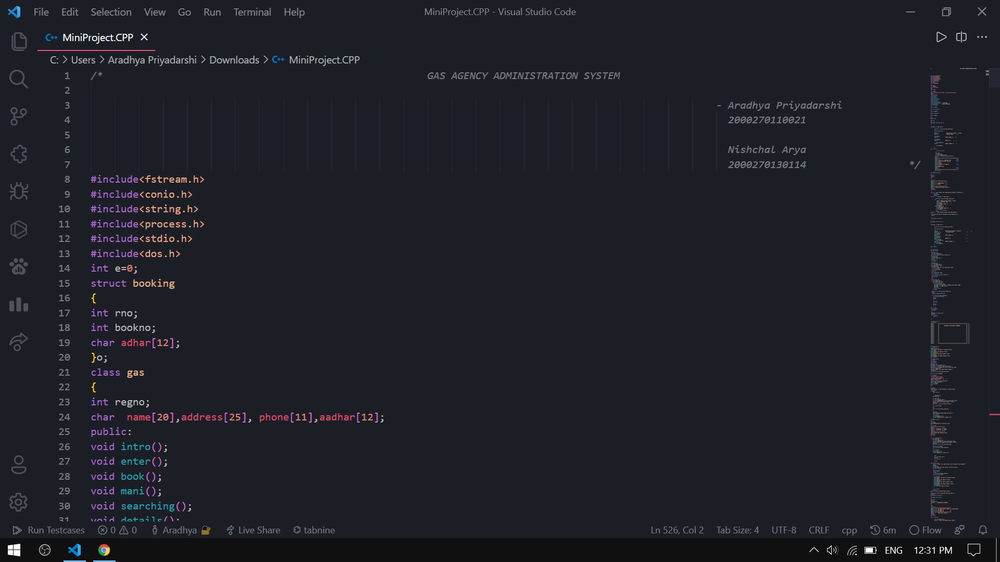 File Edit Selection View Go Run Terminal Help MiniProject.CPP - Visual Studio Code
C++ MiniProject.CPP
C: > Users > Aradhya Priyadarshi > Downloads > C++ MiniProject.CPP
1 /* GAS AGENCY ADMINISTRATION SYSTEM
2
3 - Aradhya Priyadarshi
4 2000270110021
5
6 Nishchal Arya
7 2000270130114 */
8 #include<fstream.h>
9 #include<conio.h>
10 #include<string.h>
11 #include<process.h>
12 #include<stdio.h>
13 #include<dos.h>
14 int e=0;
15 struct booking
16 {
17 int rno;
18 int bookno;
19 char adhar[12];
20 }o;
21 class gas
22 {
23 int regno;
24 char  name[20],address[25], phone[11],aadhar[12];
25 public:
26 void intro();
27 void enter();
28 void book();
29 void mani();
30 void searching();
31 void details();
Run Testcases 0 0 Aradhya Live Share tabnine Ln 526, Col 2 Tab Size: 4 UTF-8 CRLF cpp 6m Flow
ENG 12:31 PM